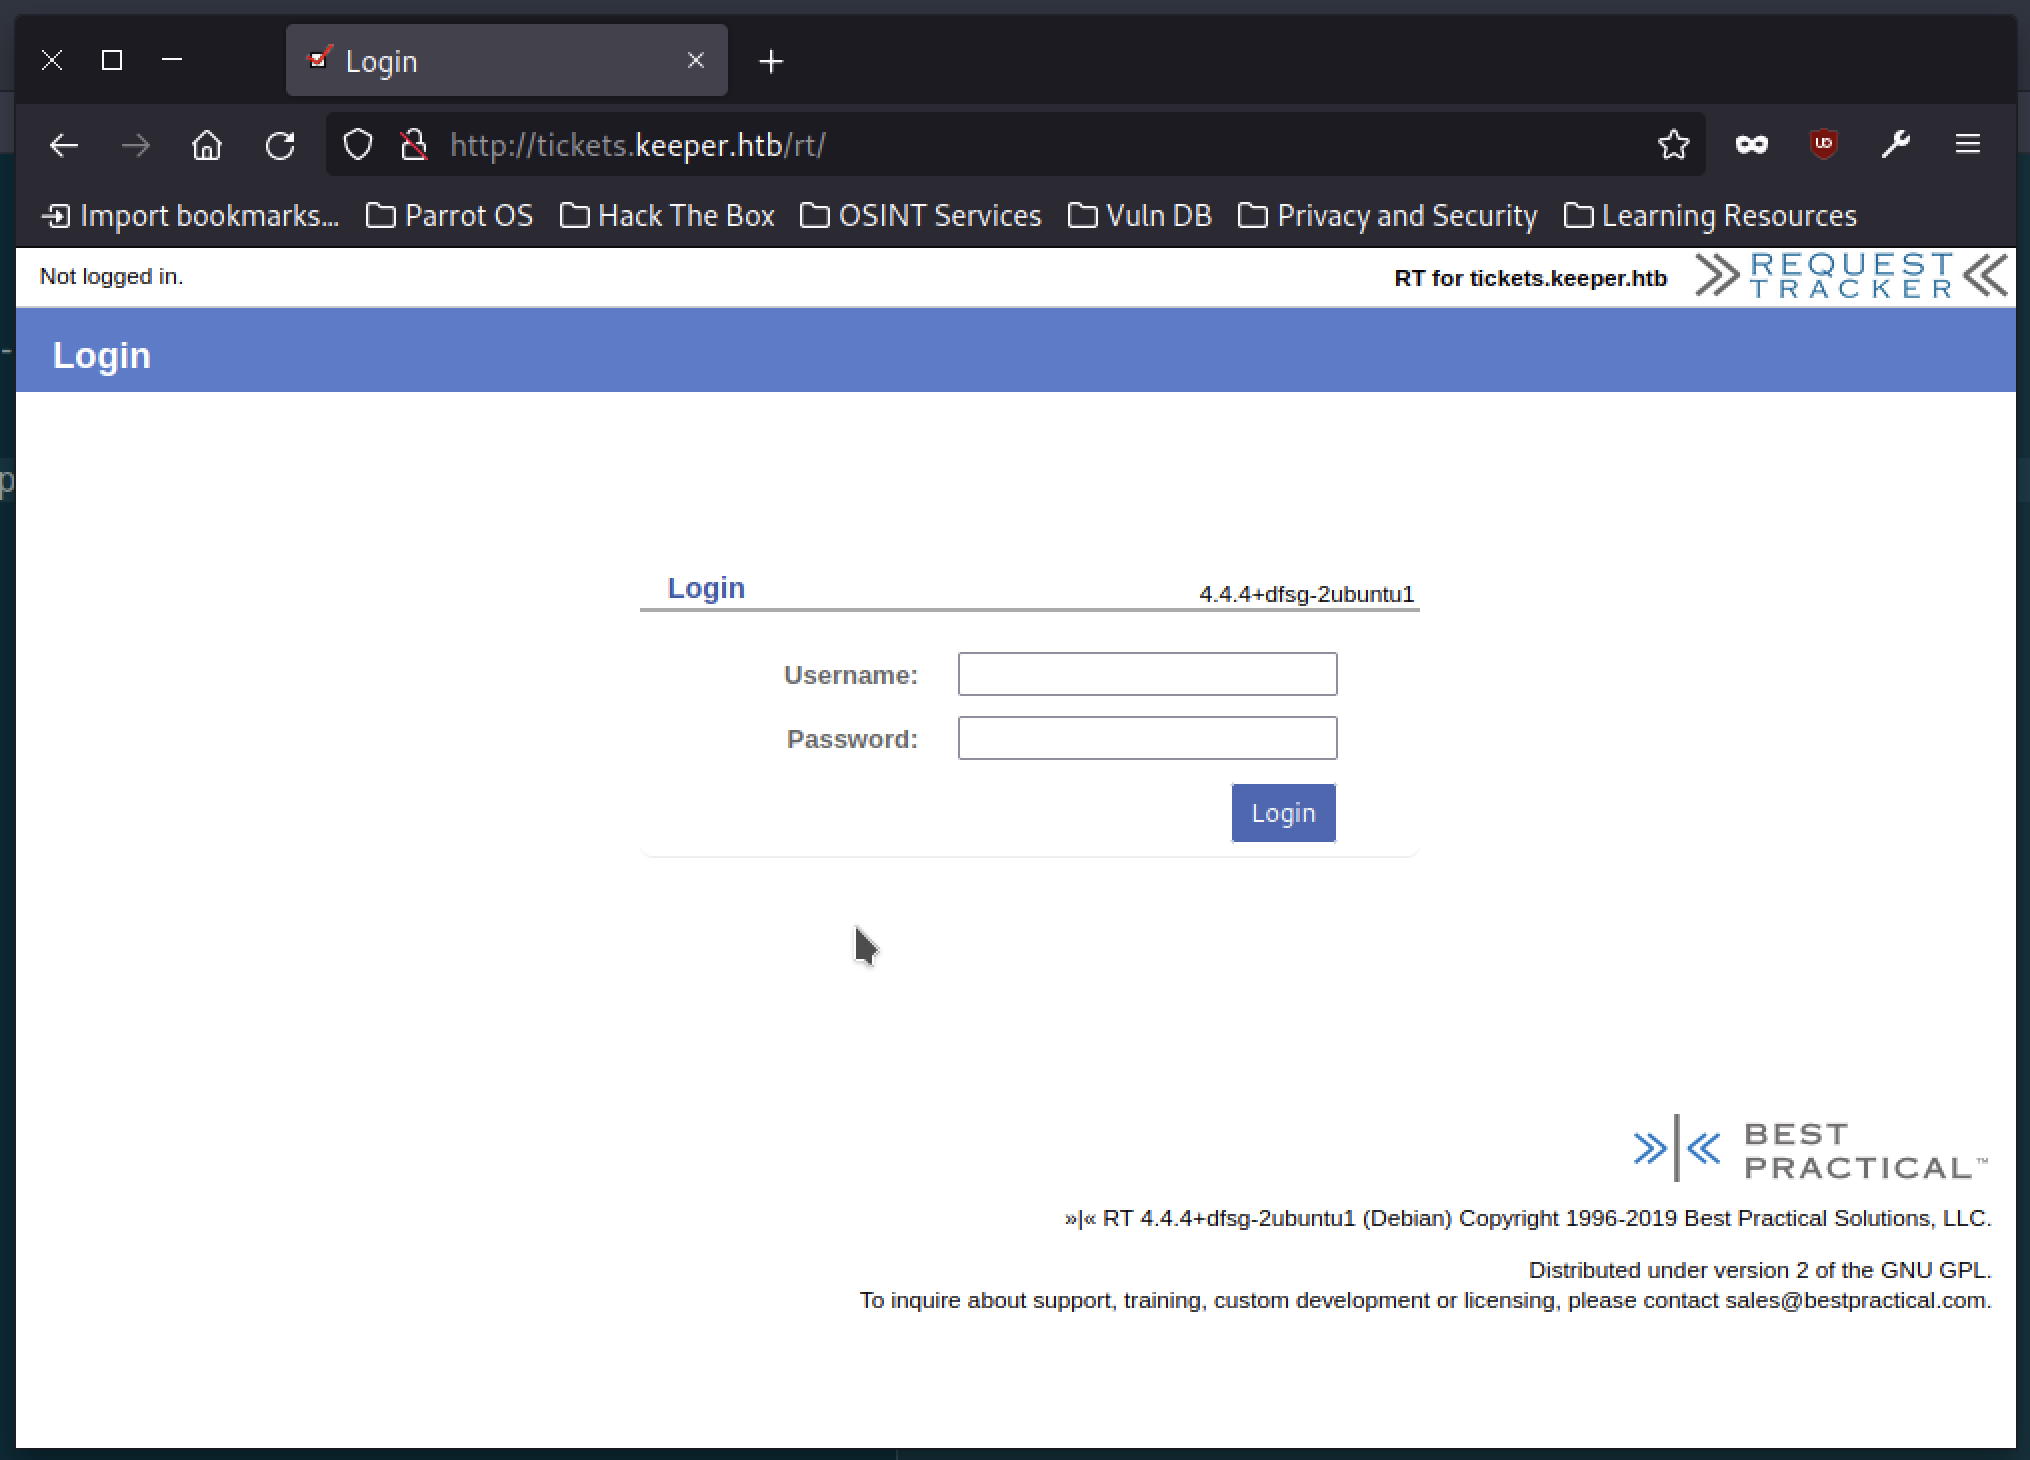 Login
http://tickets.keeper.htb/rt/
Import bookmarks... Parrot OS Hack The Box OSINT Services Vuln DB Privacy and Security Learning Resources
Not logged in.
RT for tickets.keeper.htb
REQUEST
TRACKER
Login
Login 4.4.4+dfsg-2ubuntu1
Username:
Password:
Login
BEST
PRACTICAL™
»|« RT 4.4.4+dfsg-2ubuntu1 (Debian) Copyright 1996-2019 Best Practical Solutions, LLC.
Distributed under version 2 of the GNU GPL.
To inquire about support, training, custom development or licensing, please contact sales@bestpractical.com.